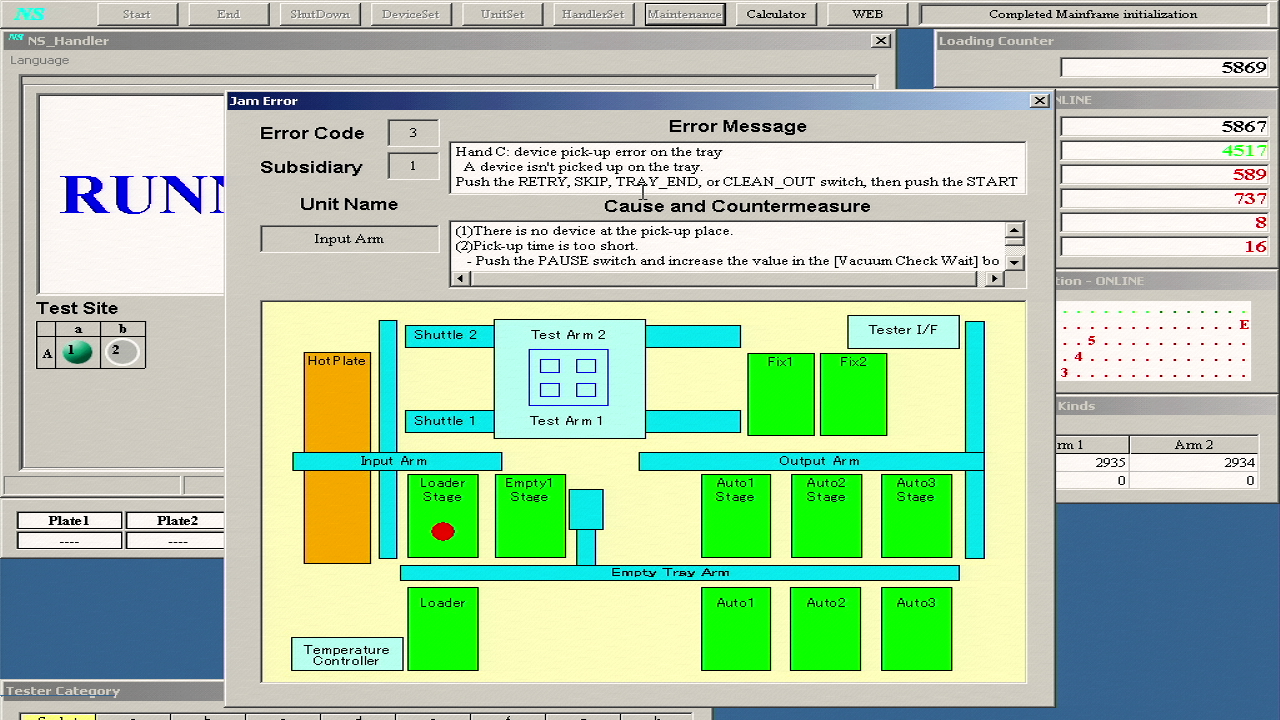 NS
Start
End
ShutDown
DeviceSet
UnitSet
HandlerSet
Maintenance
Calculator
WEB
Completed Mainframe initialization
NS NS_Handler
Language
Loading Counter
5869
RUNN
Jam Error
NLINE
5867
4517
589
737
8
16
Error Code
3
Subsidiary
1
Unit Name
Input Arm
Error Message
Hand C: device pick-up error on the tray
A device isn't picked up on the tray.
Push the RETRY, SKIP, TRAY_END, or CLEAN_OUT switch, then push the START
Cause and Countermeasure
(1)There is no device at the pick-up place.
(2)Pick-up time is too short.
- Push the PAUSE switch and increase the value in the [Vacuum Check Wait] bo
tion - ONLINE
E
5
4
3
Test Site
a b
A 1 2
HotPlate
Shuttle 2
Test Arm 2
Tester I/F
Fix1
Fix2
Shuttle 1
Test Arm 1
Input Arm
Output Arm
Loader
Stage
Empty1
Stage
Auto1
Stage
Auto2
Stage
Auto3
Stage
Empty Tray Arm
Loader
Auto1
Auto2
Auto3
Temperature
Controller
Kinds
rm 1
Arm 2
2935
2934
0
0
Plate1
Plate2
----
----
Tester Category